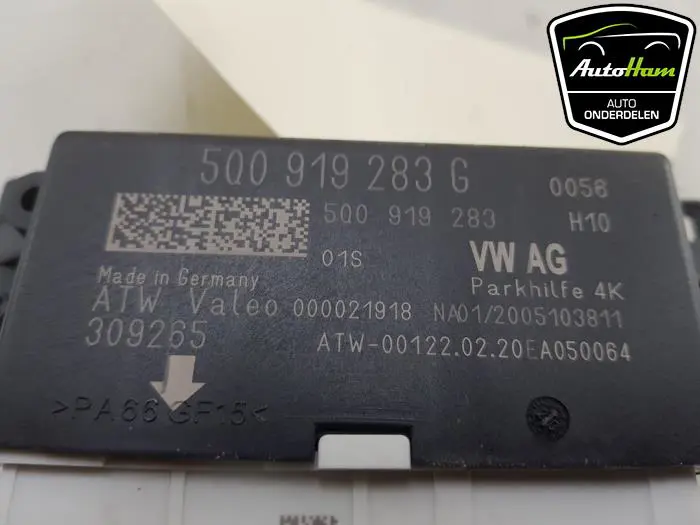 AutoHam
AUTO
ONDERDELEN
5Q0 919 283 G
0056
5Q0 919 283
H10
01S
VW AG
Made in Germany
Parkhilfe 4K
ATW Valeo 000021918
NA01/2005103811
309265
ATW-00122.02.20EA050064
>PA66 GF15<